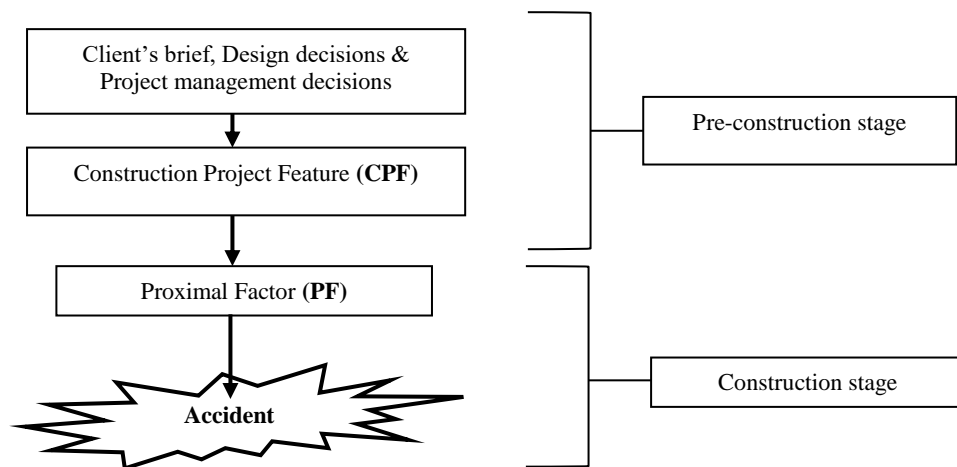 Client’s brief, Design decisions &
Project management decisions
Pre-construction stage
Construction Project Feature (CPF)
Proximal Factor (PF)
Construction stage
Accident